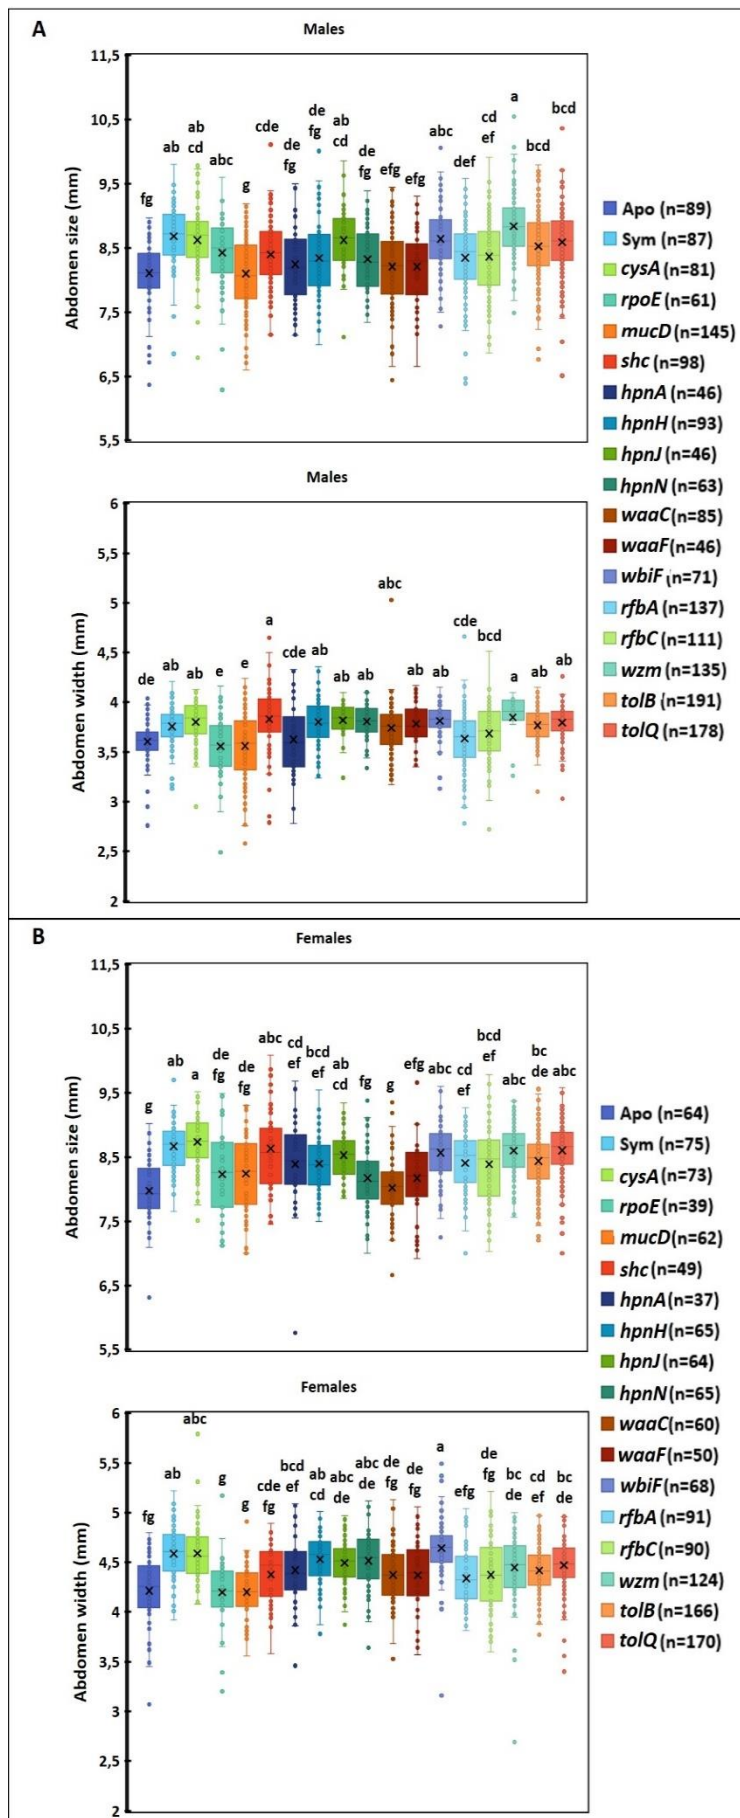 A
Males
Abdomen size (mm)
11,5
10,5
9,5
8,5
7,5
6,5
5,5
fg
ab
ab
cd
abc
g
cde
de
fg
de
fg
ab
cd
de
fg
efg
efg
abc
def
cd
ef
a
bcd
bcd
Males
Abdomen width (mm)
6
5,5
5
4,5
4
3,5
3
2,5
2
de
ab
ab
e
e
a
cde
ab
ab
ab
abc
ab
ab
cde
bcd
a
ab
ab
Apo (n=89)
Sym (n=87)
cysA (n=81)
rpoE (n=61)
mucD (n=145)
shc (n=98)
hpnA (n=46)
hpnH (n=93)
hpnJ (n=46)
hpnN (n=63)
waaC (n=85)
waaF (n=46)
wbiF (n=71)
rfbA (n=137)
rfbC (n=111)
wzm (n=135)
tolB (n=191)
tolQ (n=178)
B
Females
Abdomen size (mm)
11,5
10,5
9,5
8,5
7,5
6,5
5,5
g
ab
a
de
fg
de
fg
abc
cd
ef
bcd
ef
ab
cd
fg
g
efg
abc
cd
ef
bcd
ef
abc
bc
de
abc
Females
Abdomen width (mm)
6
5,5
5
4,5
4
3,5
3
2,5
2
fg
ab
abc
g
g
cde
fg
bcd
ef
ab
cd
abc
de
abc
de
de
fg
de
fg
a
efg
de
fg
bc
de
cd
ef
bc
de
Apo (n=64)
Sym (n=75)
cysA (n=73)
rpoE (n=39)
mucD (n=62)
shc (n=49)
hpnA (n=37)
hpnH (n=65)
hpnJ (n=64)
hpnN (n=65)
waaC (n=60)
waaF (n=50)
wbiF (n=68)
rfbA (n=91)
rfbC (n=90)
wzm (n=124)
tolB (n=166)
tolQ (n=170)